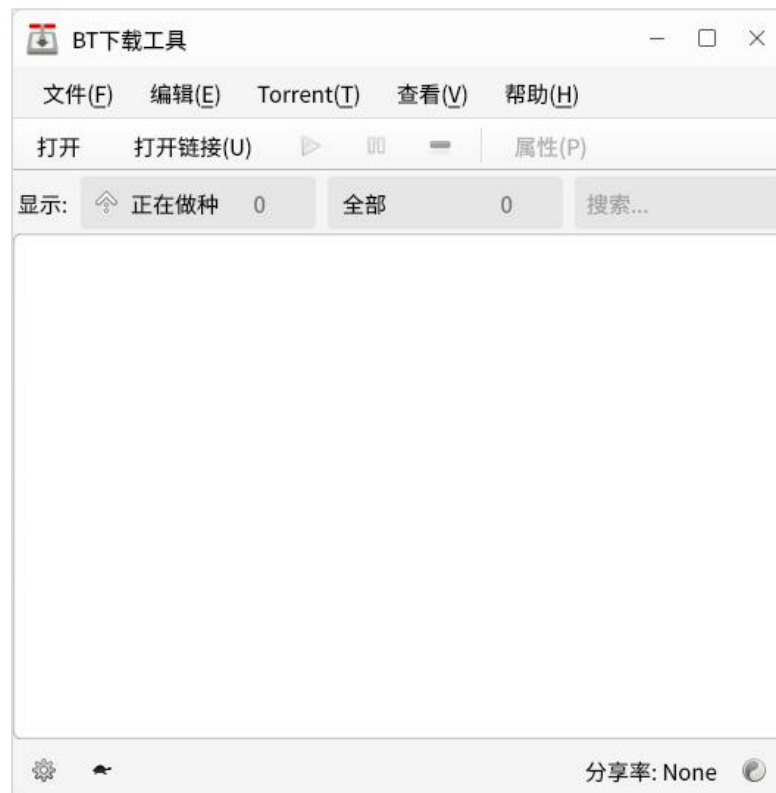 BT下载工具
文件(F) 编辑(E) Torrent(T) 查看(V) 帮助(H)
打开 打开链接(U) 属性(P)
显示: 正在做种 0 全部 0 搜索...
分享率: None